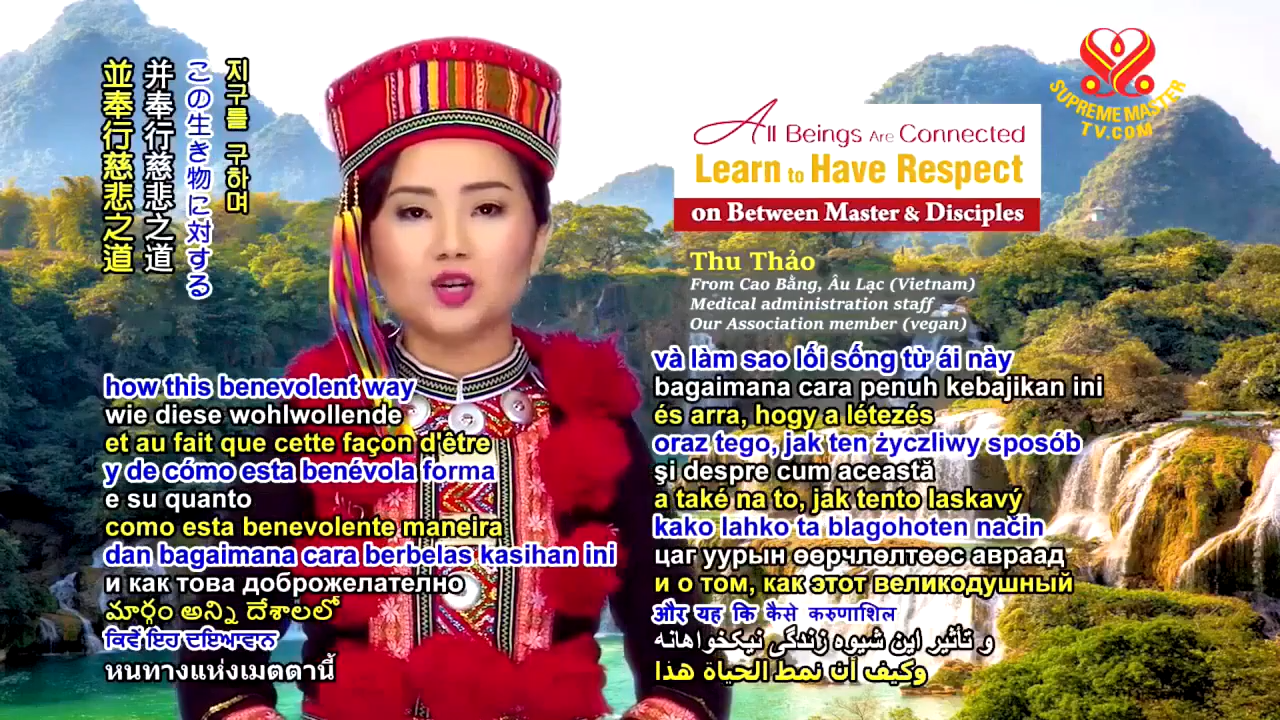 지구를 구하며
この生き物に対する
并奉行慈悲之道
並奉行慈悲之道
SUPREME MASTER
TV.COM
All Beings Are Connected
Learn to Have Respect
on Between Master & Disciples
Thu Thảo
From Cao Bằng, Âu Lạc (Vietnam)
Medical administration staff
Our Association member (vegan)
how this benevolent way
wie diese wohlwollende
et au fait que cette façon d'être
y de cómo esta benévola forma
e su quanto
como esta benevolente maneira
dan bagaimana cara berbelas kasihan ini
и как това доброжелателно
మార్గం అన్ని దేశాలలో
ਕਿਵੇਂ ਇਹ ਦਇਆਵਾਨ
หนทางแห่งเมตตานี้
và làm sao lối sống từ ái này
bagaimana cara penuh kebajikan ini
és arra, hogy a létezés
oraz tego, jak ten życzliwy sposób
şi despre cum această
a také na to, jak tento laskavý
kako lahko ta blagohoten način
цаг уурын өөрчлөлтөөс авраад
и о том, как этот великодушный
और यह कि कैसे करुणाशिल
و تأثیر این شیوه زندگی نیکخواهانه
وكيف أن نمط الحياة هذا